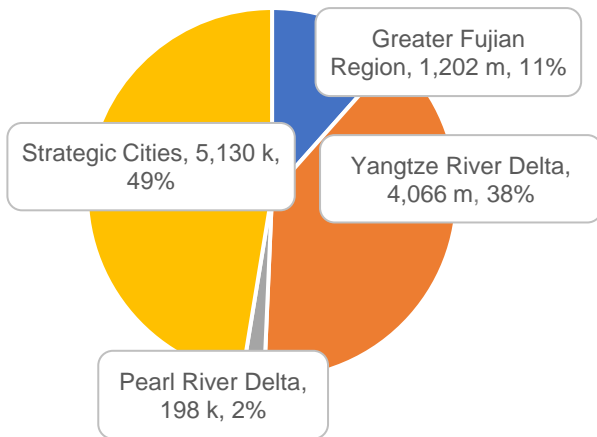 Greater Fujian
Region, 1,202 m, 11%
Strategic Cities, 5,130 k,
49%
Yangtze River Delta,
4,066 m, 38%
Pearl River Delta,
198 k, 2%